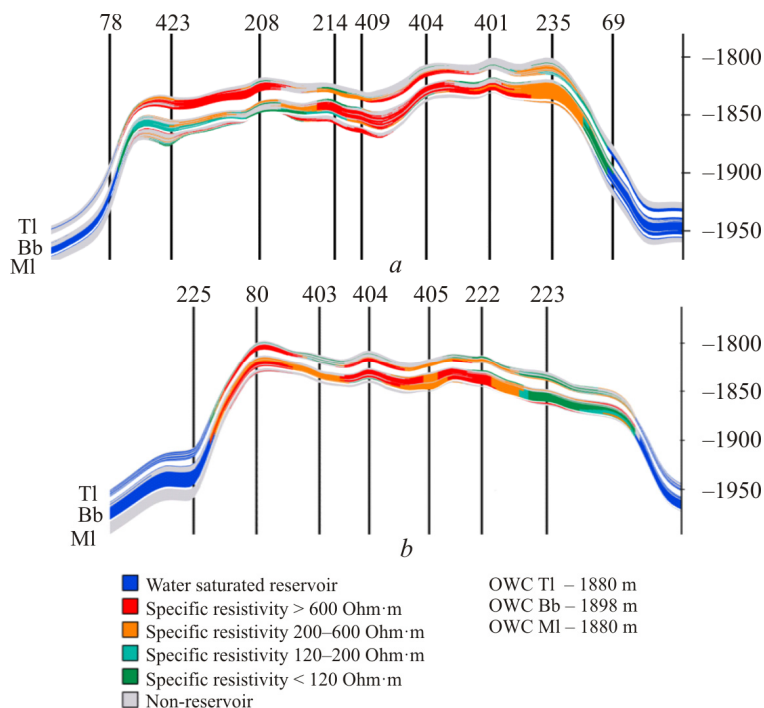 78 423 208 214 409 404 401 235 69
–1800
–1850
–1900
–1950
Tl
Bb
Ml
a
225 80 403 404 405 222 223
–1800
–1850
–1900
–1950
Tl
Bb
Ml
b
Water saturated reservoir
Specific resistivity > 600 Ohm·m
Specific resistivity 200–600 Ohm·m
Specific resistivity 120–200 Ohm·m
Specific resistivity < 120 Ohm·m
Non-reservoir
OWC Tl – 1880 m
OWC Bb – 1898 m
OWC Ml – 1880 m